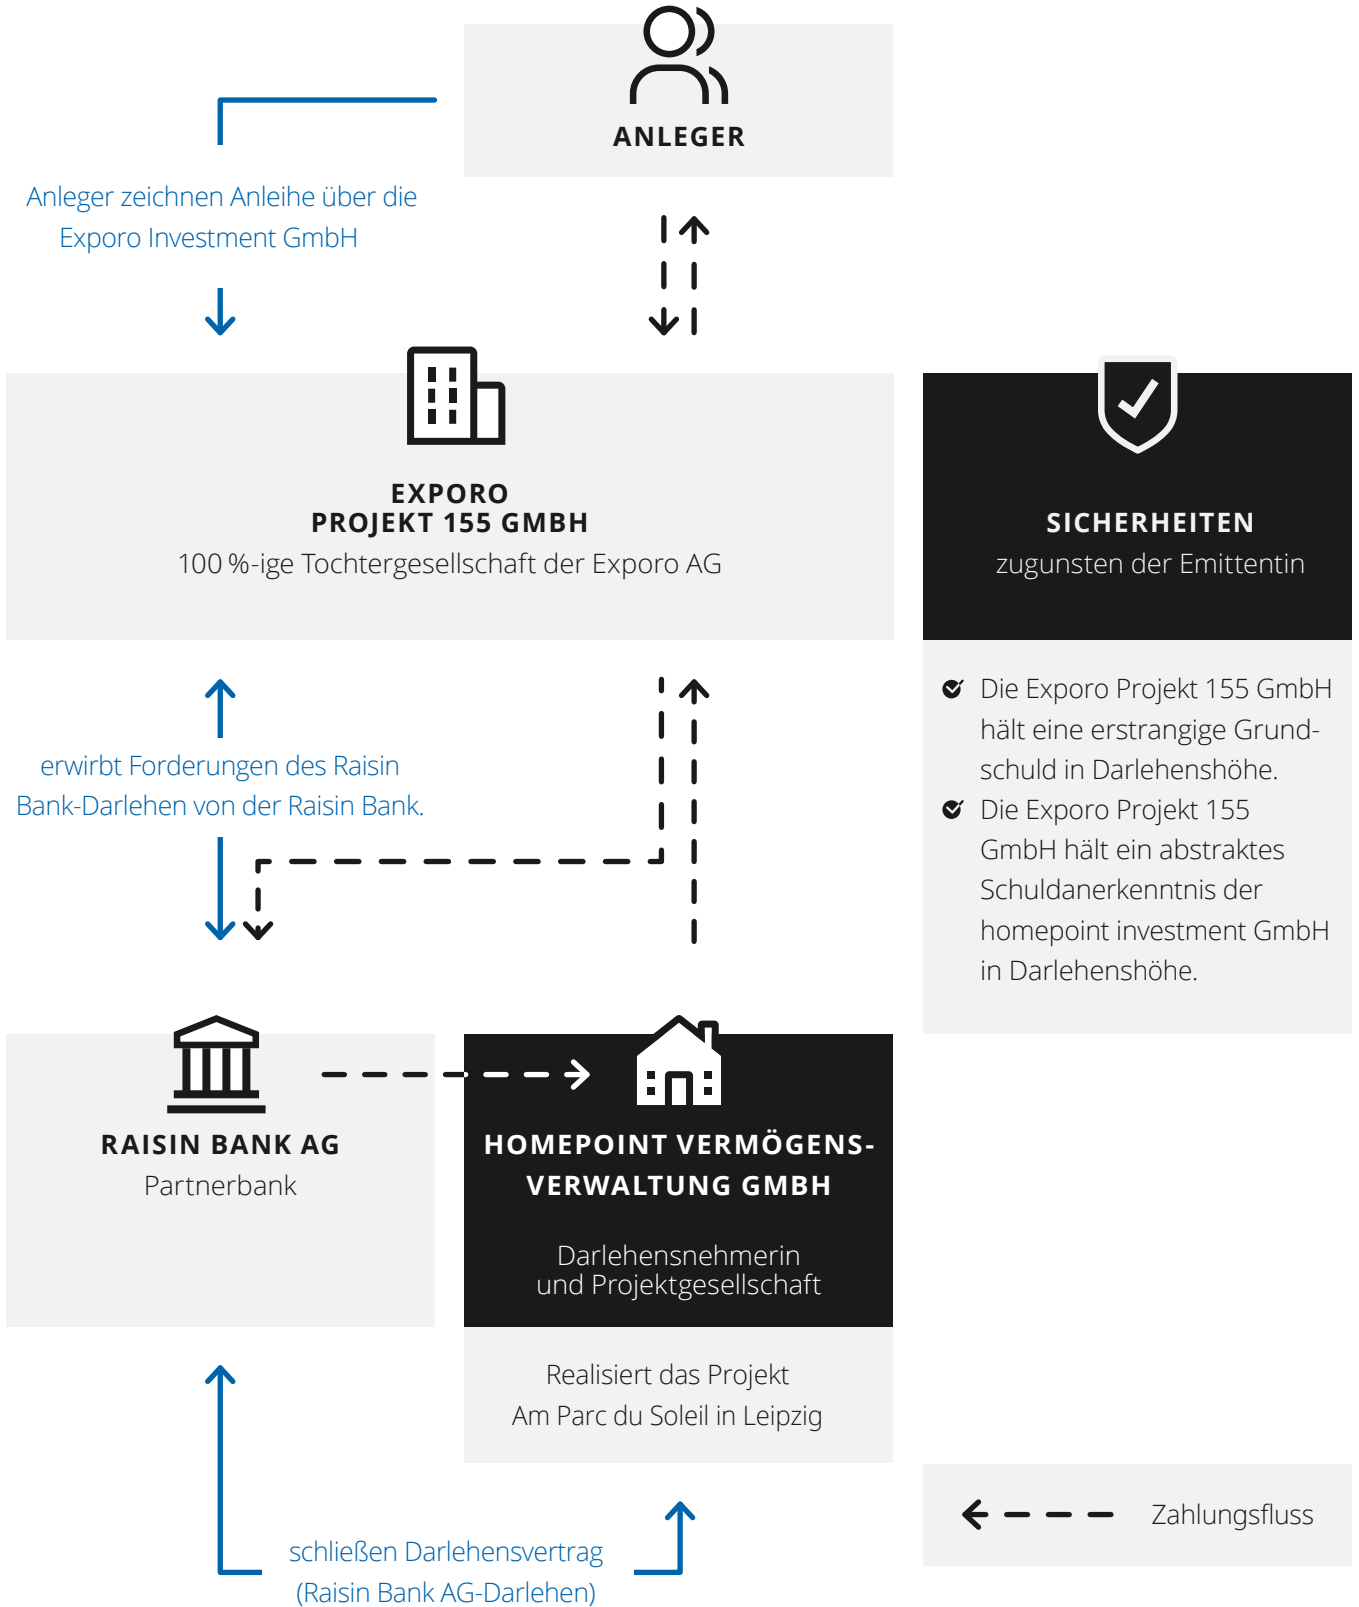 ANLEGER
Anleger zeichnen Anleihe über die
Exporo Investment GmbH
EXPORO
PROJEKT 155 GMBH
100 %-ige Tochtergesellschaft der Exporo AG
SICHERHEITEN
zugunsten der Emittentin
Die Exporo Projekt 155 GmbH
hält eine erstrangige Grund-
schuld in Darlehenshöhe.
Die Exporo Projekt 155
GmbH hält ein abstraktes
Schuldanerkenntnis der
homepoint investment GmbH
in Darlehenshöhe.
erwirbt Forderungen des Raisin
Bank-Darlehen von der Raisin Bank.
RAISIN BANK AG
Partnerbank
HOMEPOINT VERMÖGENS-
VERWALTUNG GMBH
Darlehensnehmerin
und Projektgesellschaft
Realisiert das Projekt
Am Parc du Soleil in Leipzig
schließen Darlehensvertrag
(Raisin Bank AG-Darlehen)
Zahlungsfluss